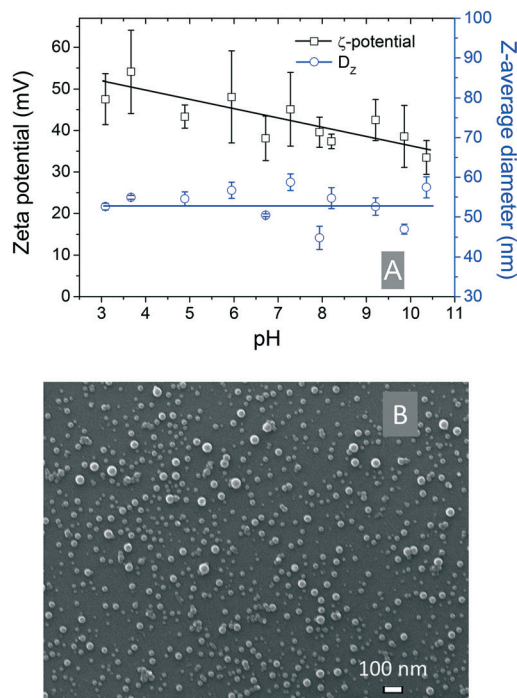 60
50
40
30
20
10
0
Zeta potential (mV)
ζ-potential
D_Z
100
90
80
70
60
50
40
30
Z-average diameter (nm)
A
3 4 5 6 7 8 9 10 11
pH
B
100 nm